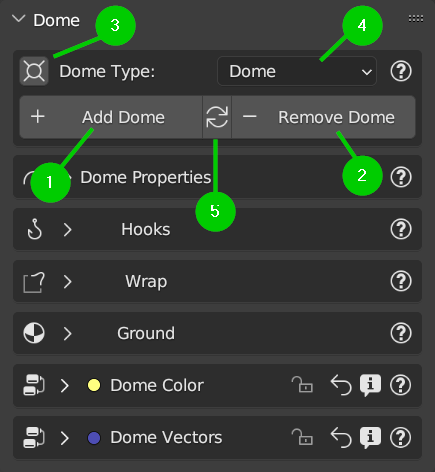 Dome
3
4
Dome Type:
Dome
?
+ Add Dome
− Remove Dome
1
2
Dome Properties
?
5
Hooks
?
Wrap
?
Ground
?
Dome Color
i
?
Dome Vectors
i
?